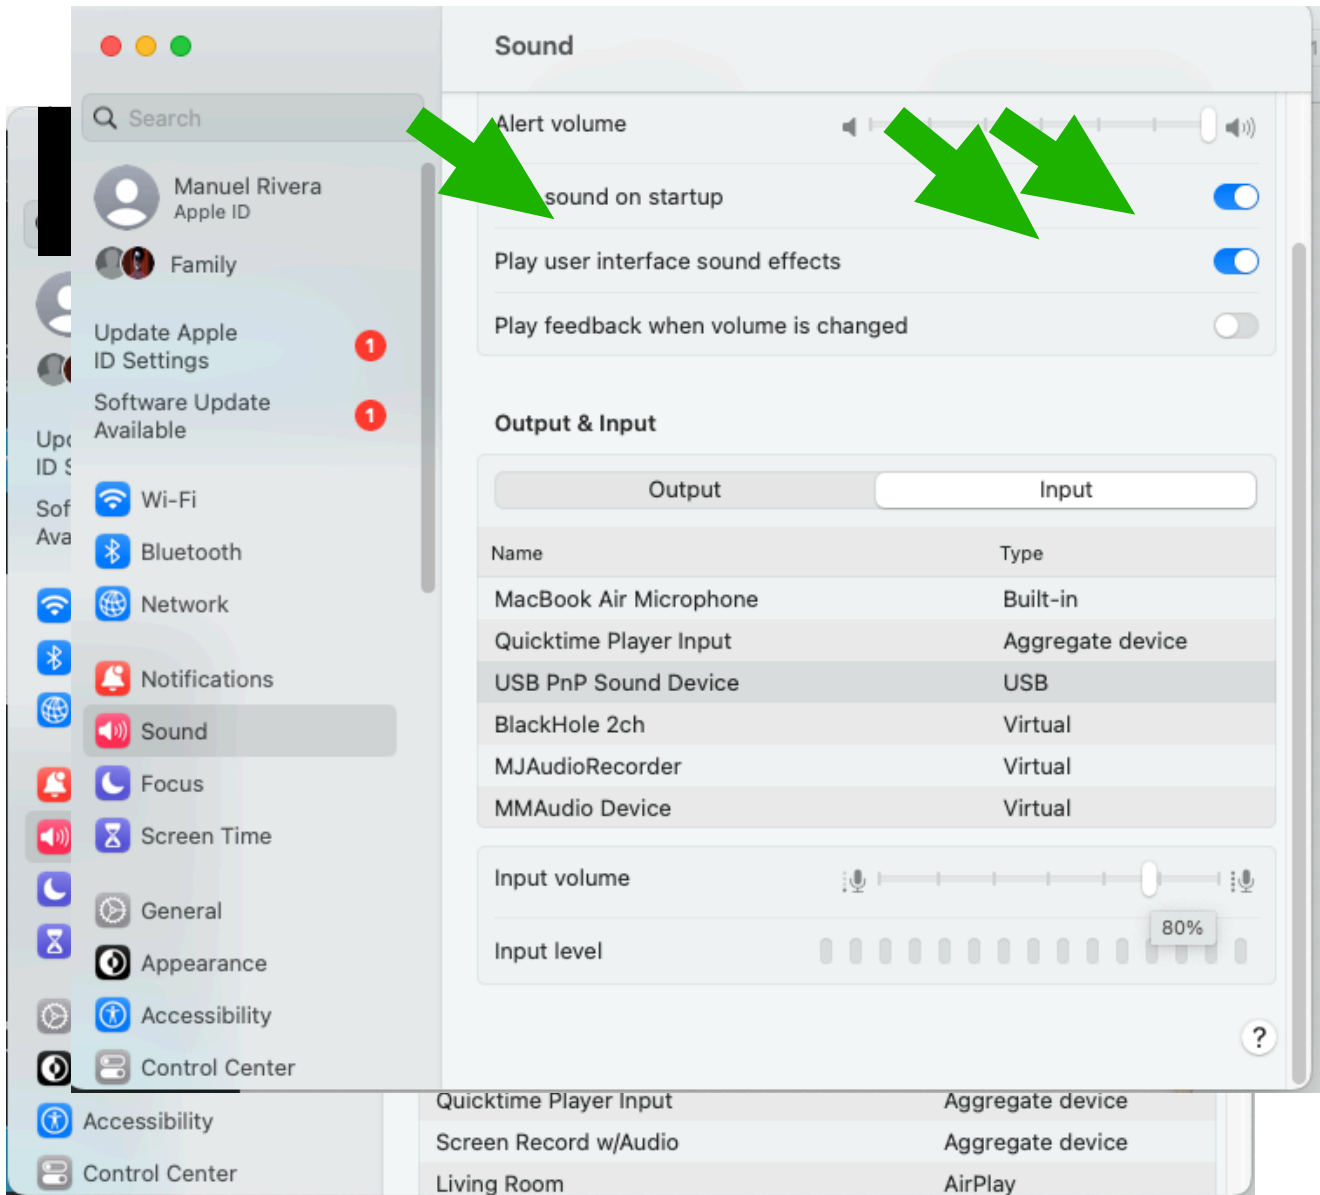 Sound
Search
Manuel Rivera
Apple ID
Family
Update Apple
ID Settings
1
Software Update
Available
1
Wi-Fi
Bluetooth
Network
Notifications
Sound
Focus
Screen Time
General
Appearance
Accessibility
Control Center
Alert volume
sound on startup
Play user interface sound effects
Play feedback when volume is changed
Output & Input
Output Input
Name Type
MacBook Air Microphone Built-in
Quicktime Player Input Aggregate device
USB PnP Sound Device USB
BlackHole 2ch Virtual
MJAudioRecorder Virtual
MMAudio Device Virtual
Input volume
80%
Input level
?
ID
Accessibility
Control Center
Quicktime Player Input Aggregate device
Screen Record w/Audio Aggregate device
Living Room AirPlay